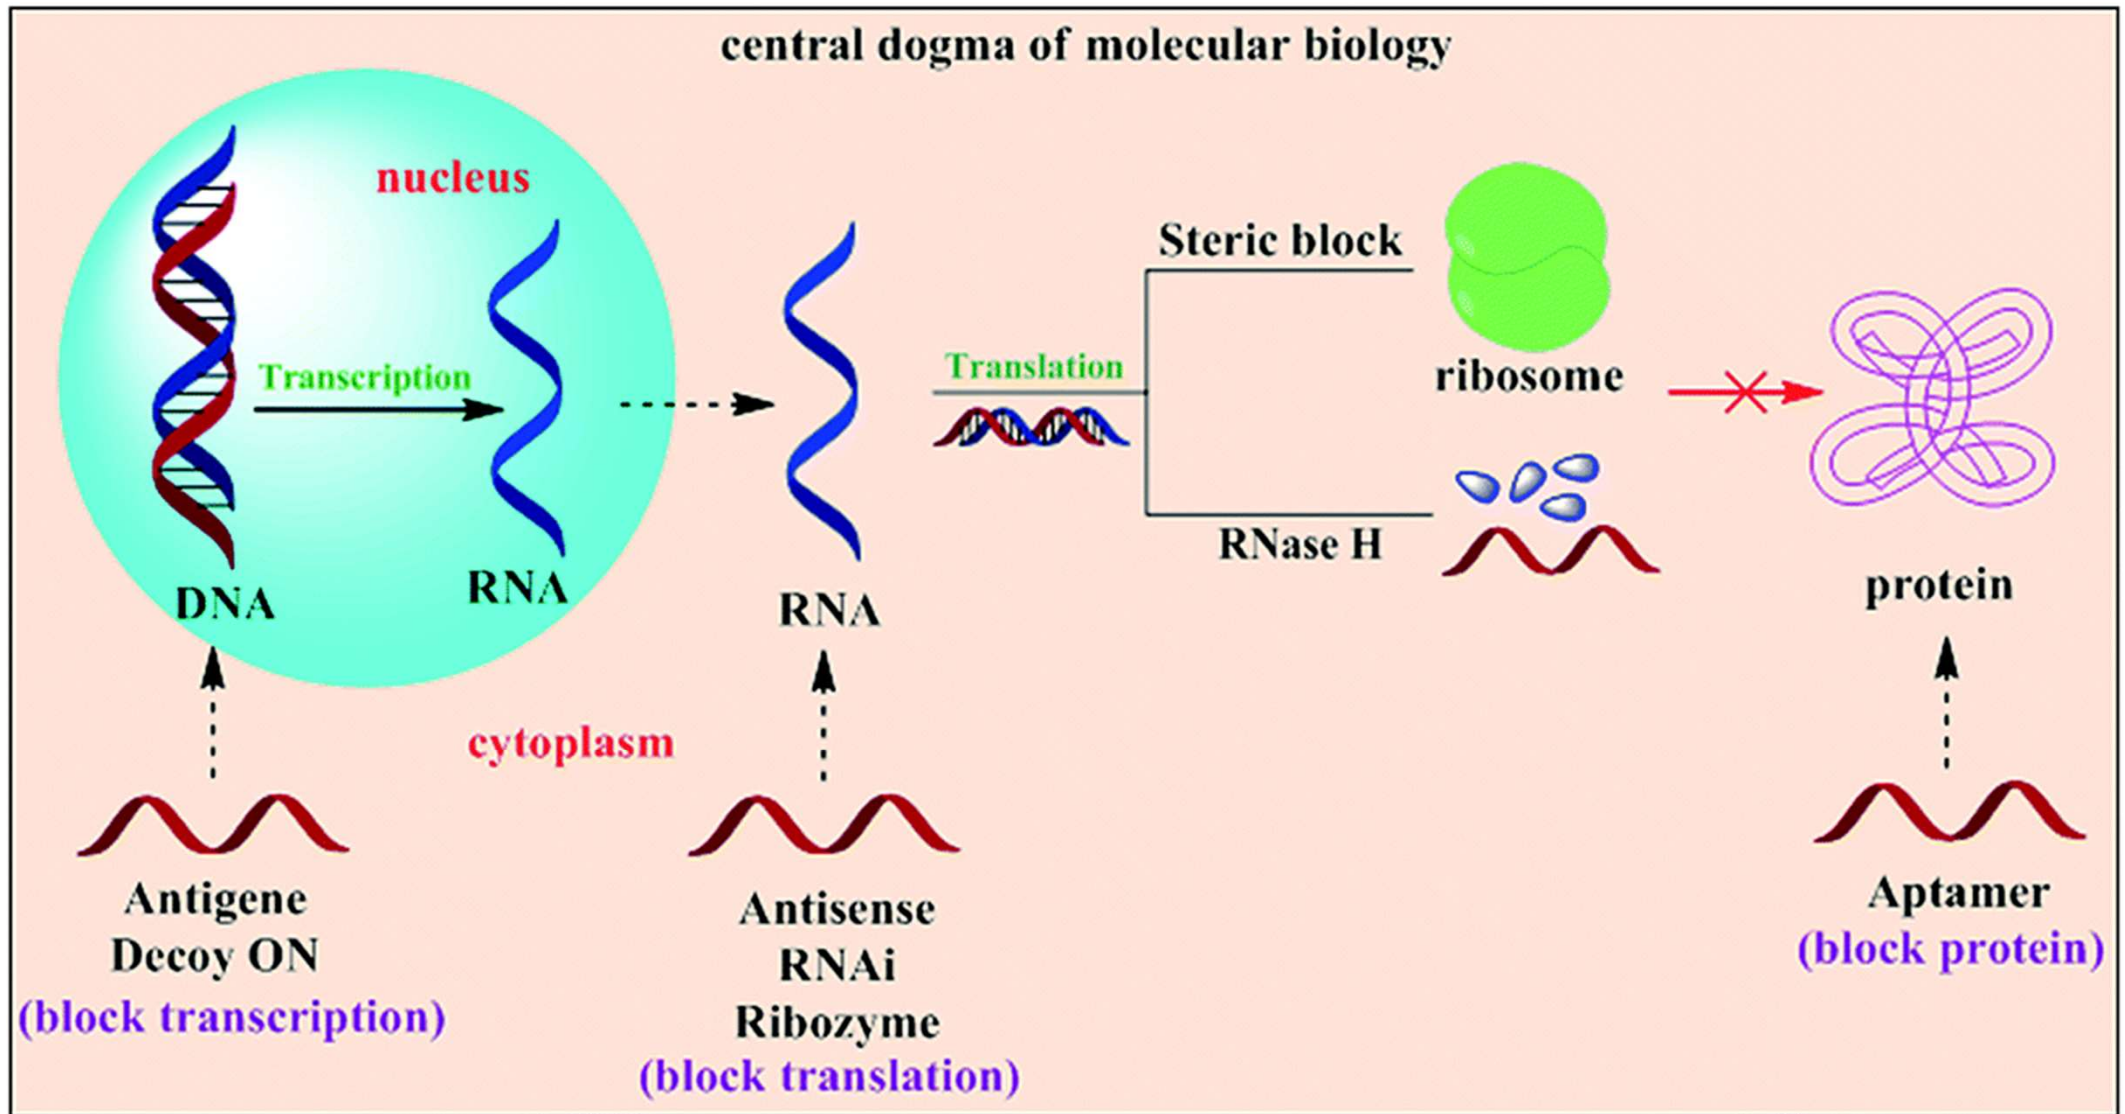 central dogma of molecular biology
nucleus
Transcription
DNA
RNA
RNA
Translation
Steric block
ribosome
RNase H
protein
cytoplasm
Antigene
Decoy ON
(block transcription)
Antisense
RNAi
Ribozyme
(block translation)
Aptamer
(block protein)